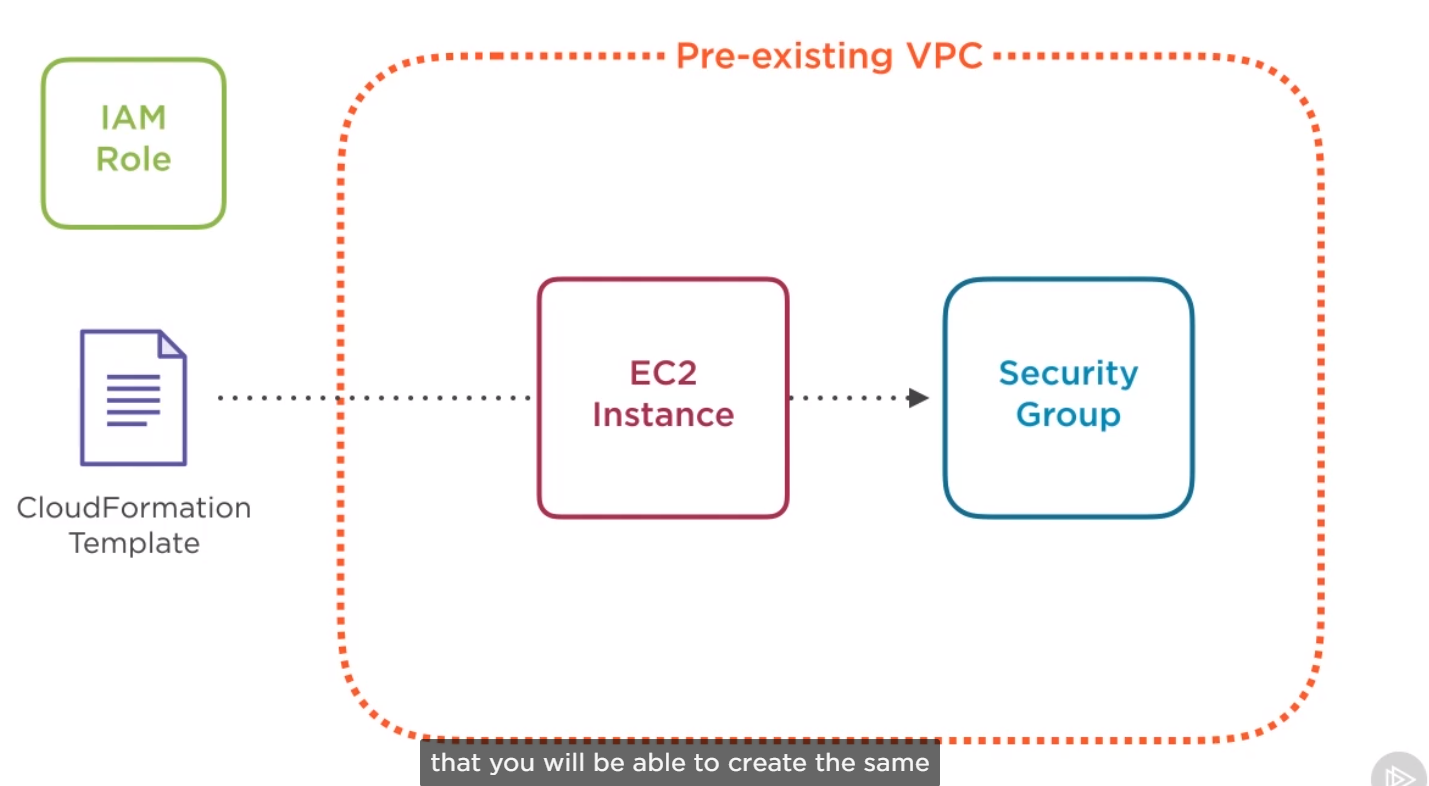 Pre-existing VPC
IAM
Role
EC2
Instance
Security
Group
CloudFormation
Template
that you will be able to create the same